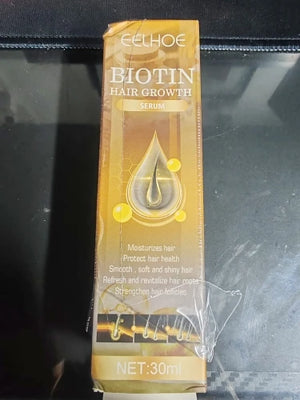 EELHOE
BIOTIN
HAIR GROWTH
SERUM
Moisturizes hair
Protect hair health
Smooth , soft and shiny hair
Refresh and revitalize hair roots
Strengthen hair follicles
NET:30ml